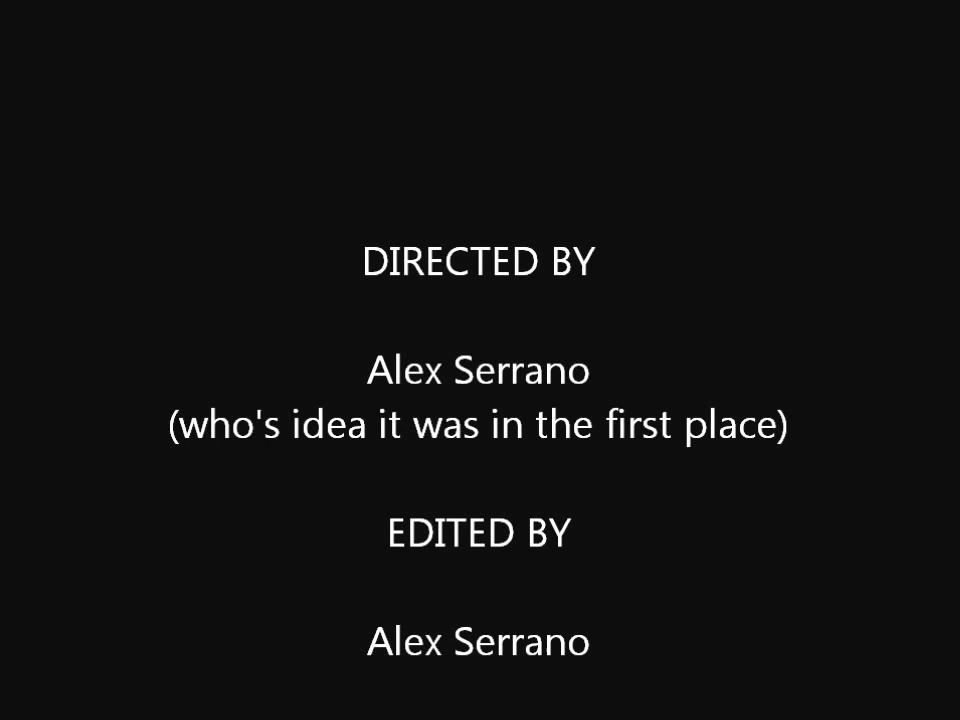 DIRECTED BY
Alex Serrano
(who's idea it was in the first place)
EDITED BY
Alex Serrano